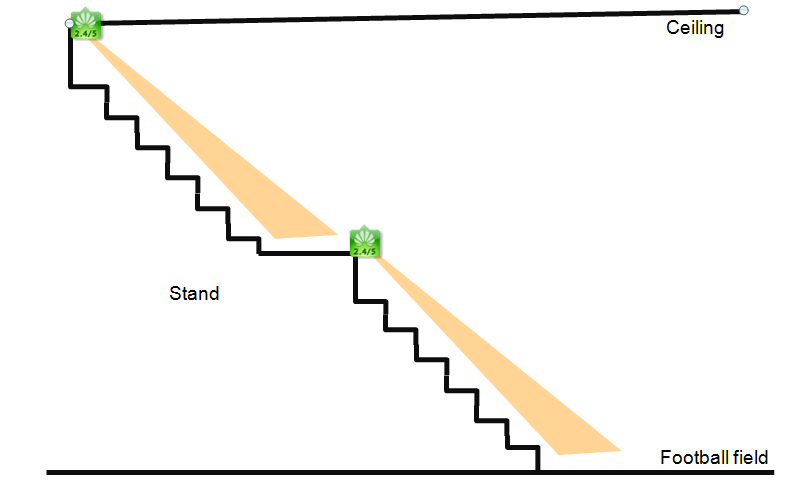 2.4/5
Ceiling
2.4/5
Stand
Football field